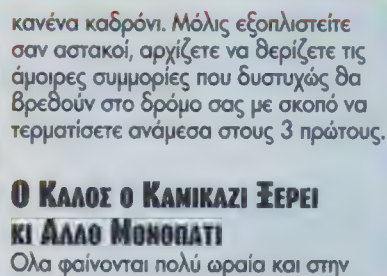 κανένα καδρόνι. Μόλις εξοπλιστείτε
σαν αστακοί, αρχίζετε να θερίζετε τις
άμοιρες συμμορίες που δυστυχώς θα
βρεθούν στο δρόμο σας με σκοπό να
τερματίσετε ανάμεσα στους 3 πρώτους.
Ο ΚΑΛΟΣ Ο ΚΑΜΙΚΑΖΙ ΞΕΡΕΙ
ΚΙ ΑΛΛΟ ΜΟΝΟΠΑΤΙ
Ολα φαίνονται πολύ ωραία και στην